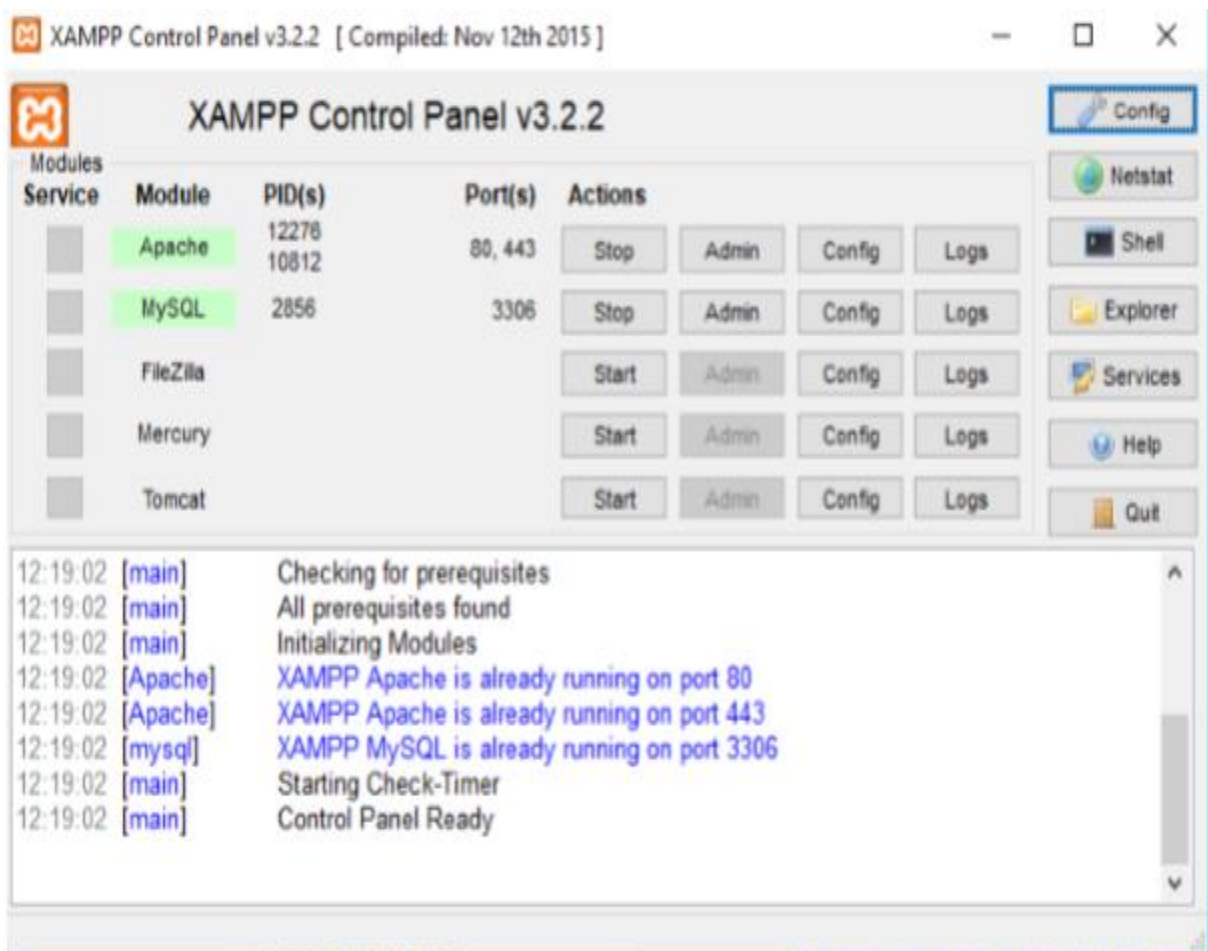 XAMPP Control Panel v3.2.2 [ Compiled: Nov 12th 2015 ]
XAMPP Control Panel v3.2.2
Config
Modules
Service Module PID(s) Port(s) Actions
Netstat
Apache 12276 10812 80, 443 Stop Admin Config Logs
Shell
MySQL 2856 3306 Stop Admin Config Logs
Explorer
FileZilla Start Admin Config Logs
Services
Mercury Start Admin Config Logs
Help
Tomcat Start Admin Config Logs
Quit
12:19:02 [main] Checking for prerequisites
12:19:02 [main] All prerequisites found
12:19:02 [main] Initializing Modules
12:19:02 [Apache] XAMPP Apache is already running on port 80
12:19:02 [Apache] XAMPP Apache is already running on port 443
12:19:02 [mysql] XAMPP MySQL is already running on port 3306
12:19:02 [main] Starting Check-Timer
12:19:02 [main] Control Panel Ready